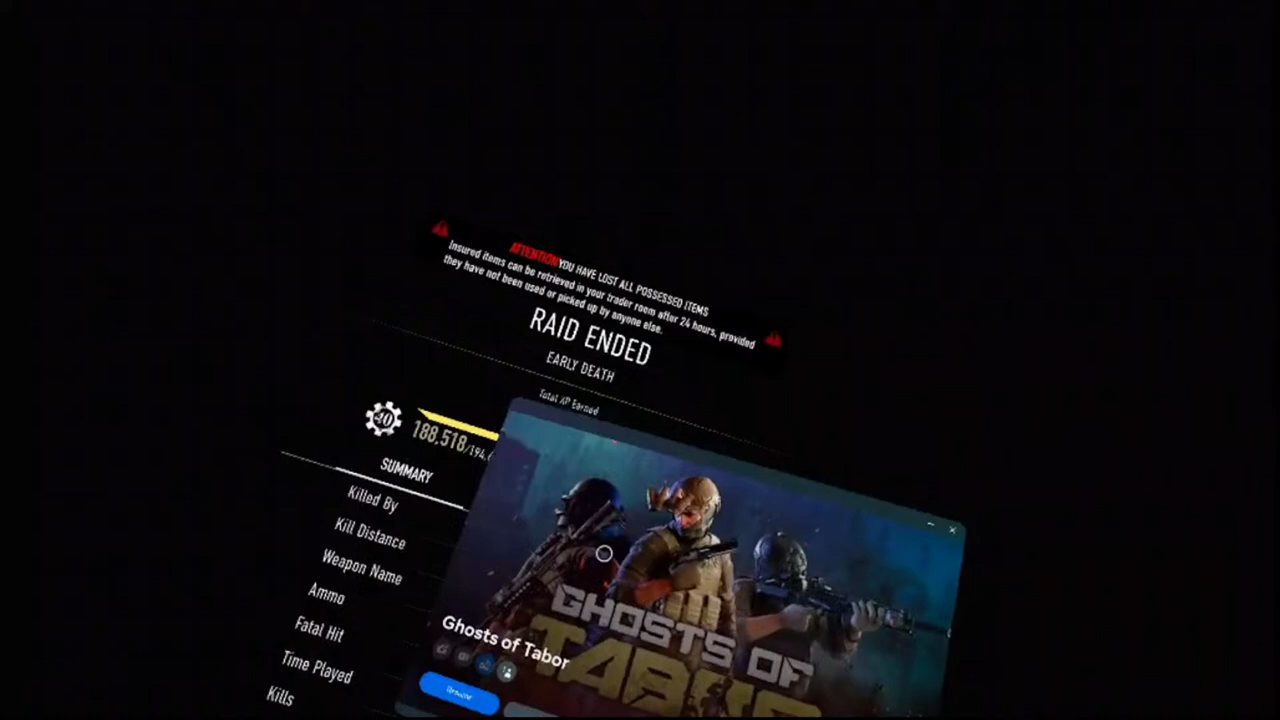 ATTENTION YOU HAVE LOST ALL POSSESSED ITEMS
Insured items can be retrieved in your trader room after 24 hours, provided
they have not been used or picked up by anyone else.
RAID ENDED
EARLY DEATH
Total XP Earned
40
188,518/194,
SUMMARY
Killed By
Kill Distance
Weapon Name
Ammo
Fatal Hit
Time Played
Kills
GHOSTS OF
TABOR
Ghosts of Tabor
Resume